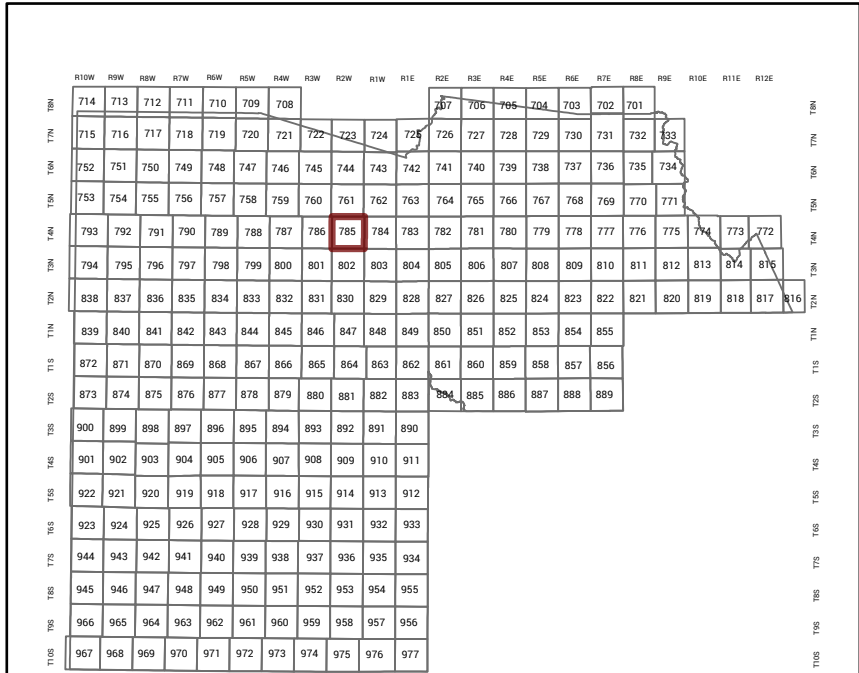 R10W R9W R8W R7W R6W R5W R4W R3W R2W R1W R1E R2E R3E R4E R5E R6E R7E R8E R9E R10E R11E R12E
T8N 714 713 712 711 710 709 708 707 706 705 704 703 702 701 T8N
T7N 715 716 717 718 719 720 721 722 723 724 725 726 727 728 729 730 731 732 733 T7N
T6N 752 751 750 749 748 747 746 745 744 743 742 741 740 739 738 737 736 735 734 T6N
T5N 753 754 755 756 757 758 759 760 761 762 763 764 765 766 767 768 769 770 771 T5N
T4N 793 792 791 790 789 788 787 786 785 784 783 782 781 780 779 778 777 776 775 774 773 772 T4N
T3N 794 795 796 797 798 799 800 801 802 803 804 805 806 807 808 809 810 811 812 813 814 815 T3N
T2N 838 837 836 835 834 833 832 831 830 829 828 827 826 825 824 823 822 821 820 819 818 817 816 T2N
T1N 839 840 841 842 843 844 845 846 847 848 849 850 851 852 853 854 855 T1N
T1S 872 871 870 869 868 867 866 865 864 863 862 861 860 859 858 857 856 T1S
T2S 873 874 875 876 877 878 879 880 881 882 883 884 885 886 887 888 889 T2S
T3S 900 899 898 897 896 895 894 893 892 891 890 T3S
T4S 901 902 903 904 905 906 907 908 909 910 911 T4S
T5S 922 921 920 919 918 917 916 915 914 913 912 T5S
T6S 923 924 925 926 927 928 929 930 931 932 933 T6S
T7S 944 943 942 941 940 939 938 937 936 935 934 T7S
T8S 945 946 947 948 949 950 951 952 953 954 955 T8S
T9S 966 965 964 963 962 961 960 959 958 957 956 T9S
T10S 967 968 969 970 971 972 973 974 975 976 977 T10S